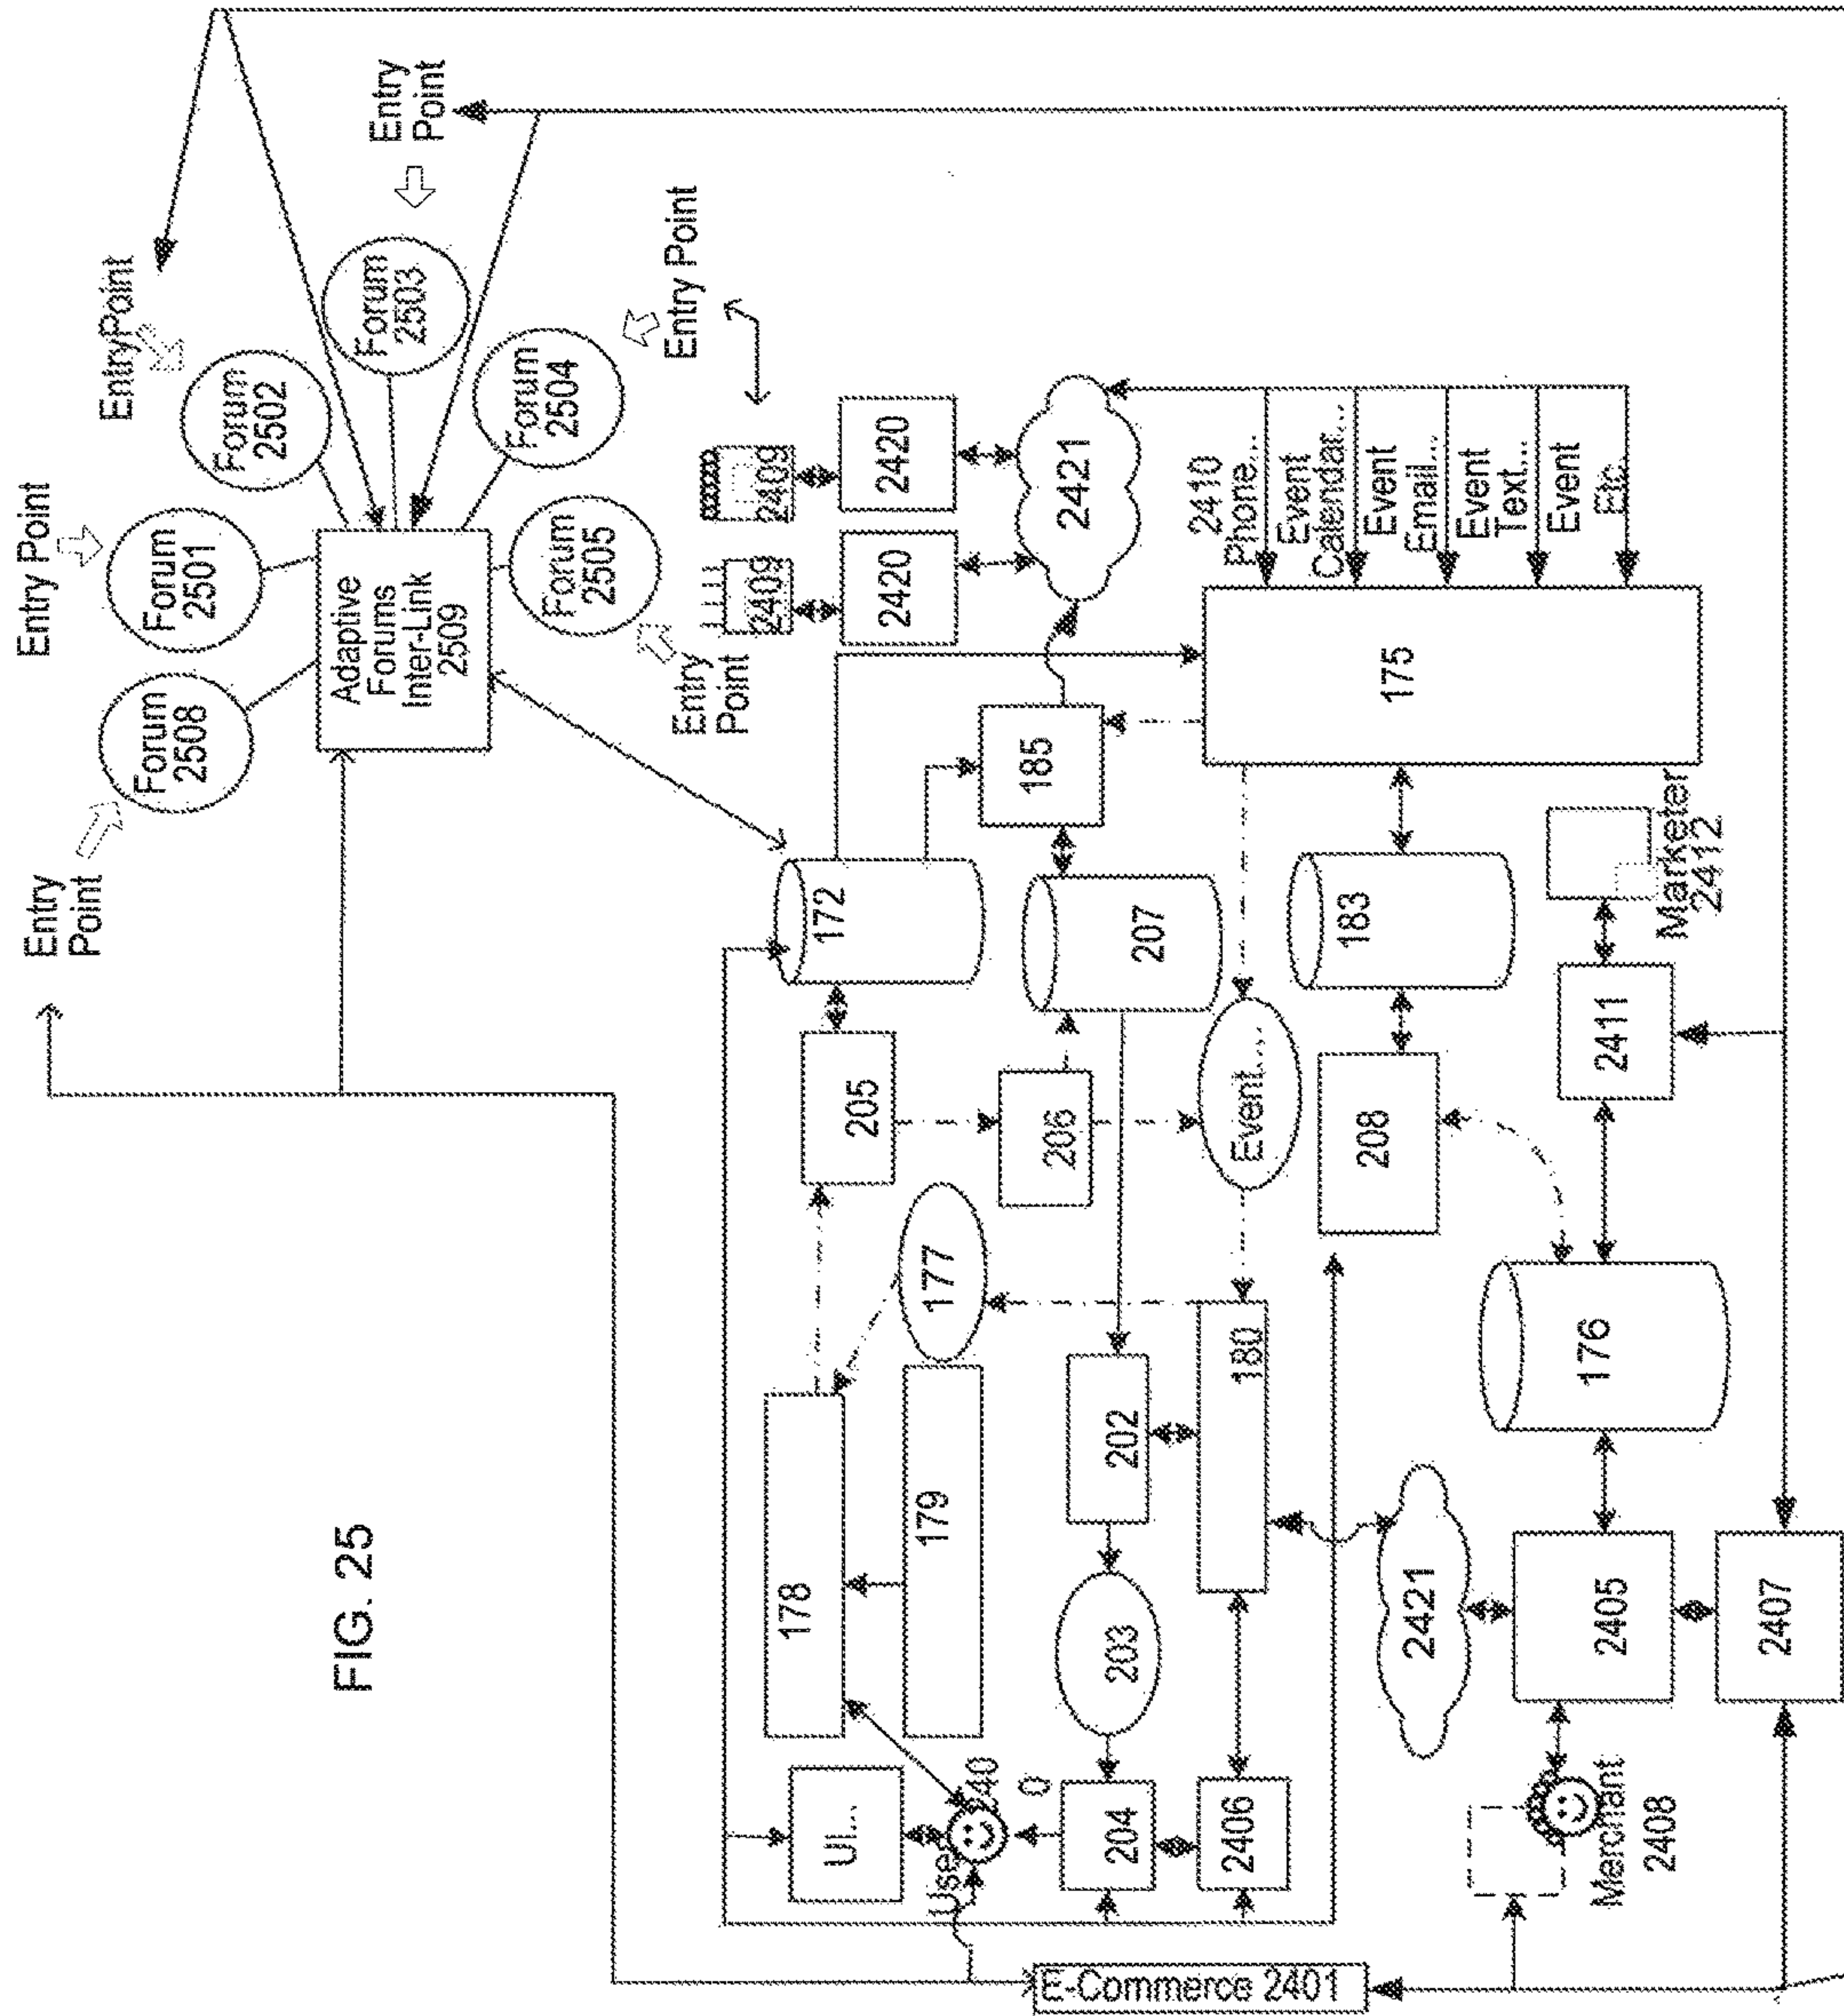 FIG. 25
Entry
Point
Entry Point
EntryPoint
Entry
Point
Entry Point
Entry
Point
Forum
2508
Forum
2501
Forum
2502
Forum
2503
Forum
2504
Forum
2505
Adaptive
Forums
Inter-Link
2509
2409
2409
2420
2420
2421
2410
Phone...
Event
Calendar...
Event
Email...
Event
Text...
Event
Etc.
172
185
175
205
207
183
206
Event...
208
2411
Marketer
2412
177
178
179
202
180
176
203
2421
2405
2407
UI...
User
240
0
204
2406
Merchant
2408
E-Commerce 2401